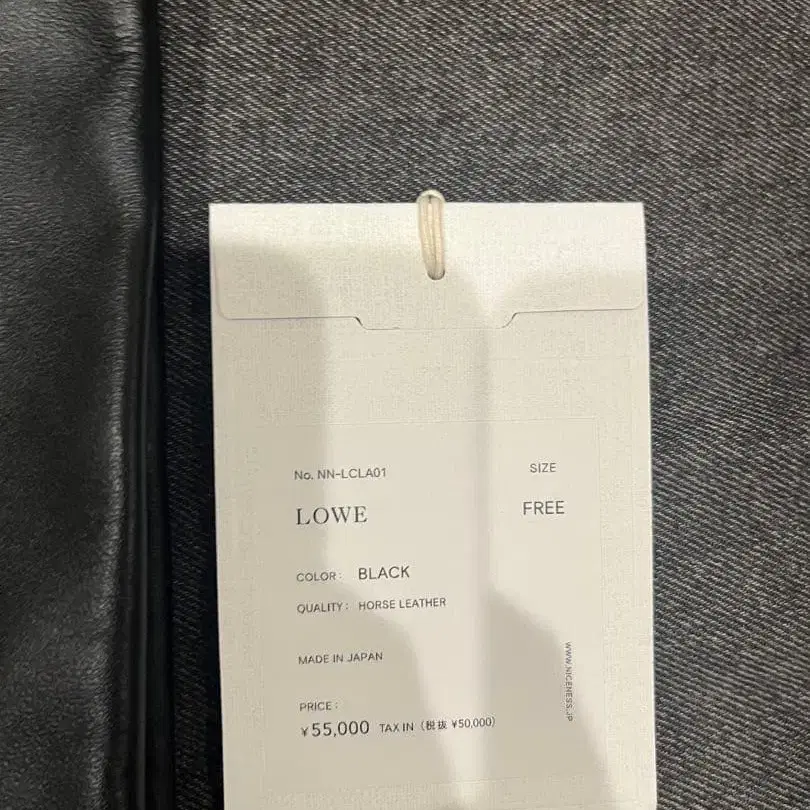 No. NN-LCLA01
SIZE
LOWE
FREE
COLOR: BLACK
QUALITY: HORSE LEATHER
MADE IN JAPAN
PRICE:
¥55,000 TAX IN (税抜 ¥50,000)
WWW.NICENESS.JP